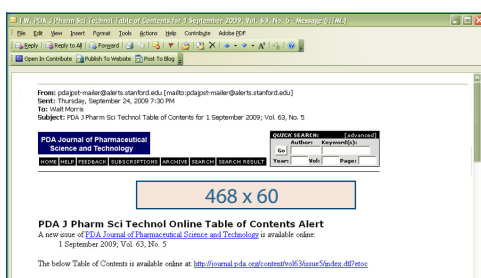 FW: PDA J Pharm Sci Technol Table of Contents for 1 September 2009; Vol. 63, No. 5 - Message (HTML)
File Edit View Insert Format Tools Actions Help Contribute Adobe PDF
Reply Reply to All Forward
Open In Contribute Publish To Website Post To Blog
From: pdajpst-mailer@alerts.stanford.edu [mailto:pdajpst-mailer@alerts.stanford.edu]
Sent: Thursday, September 24, 2009 7:30 PM
To: Walt Morris
Subject: PDA J Pharm Sci Technol Table of Contents for 1 September 2009; Vol. 63, No. 5
QUICK SEARCH: [advanced]
PDA Journal of Pharmaceutical
Science and Technology
Author: Keyword(s):
Go
Year: Vol: Page:
HOME HELP FEEDBACK SUBSCRIPTIONS ARCHIVE SEARCH SEARCH RESULT
468 x 60
PDA J Pharm Sci Technol Online Table of Contents Alert
A new issue of PDA Journal of Pharmaceutical Science and Technology is available online:
1 September 2009; Vol. 63, No. 5
The below Table of Contents is available online at: http://journal.pda.org/content/vol63/issue5/index.dtl?etoc